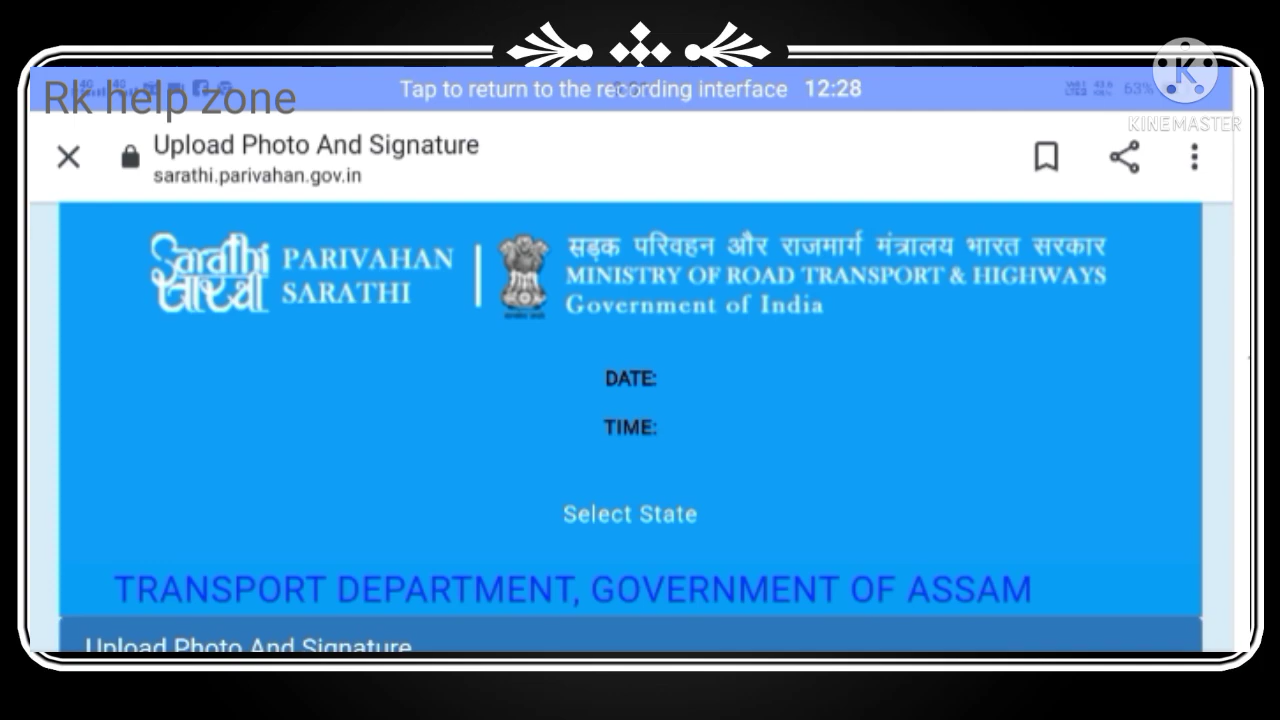 Rk help zone
Tap to return to the recording interface 12:28
63%
KINEMASTER
Upload Photo And Signature
sarathi.parivahan.gov.in
Sarathi
सारथी
PARIVAHAN
SARATHI
सड़क परिवहन और राजमार्ग मंत्रालय भारत सरकार
MINISTRY OF ROAD TRANSPORT & HIGHWAYS
Government of India
DATE:
TIME:
Select State
TRANSPORT DEPARTMENT, GOVERNMENT OF ASSAM
Upload Photo And Signature